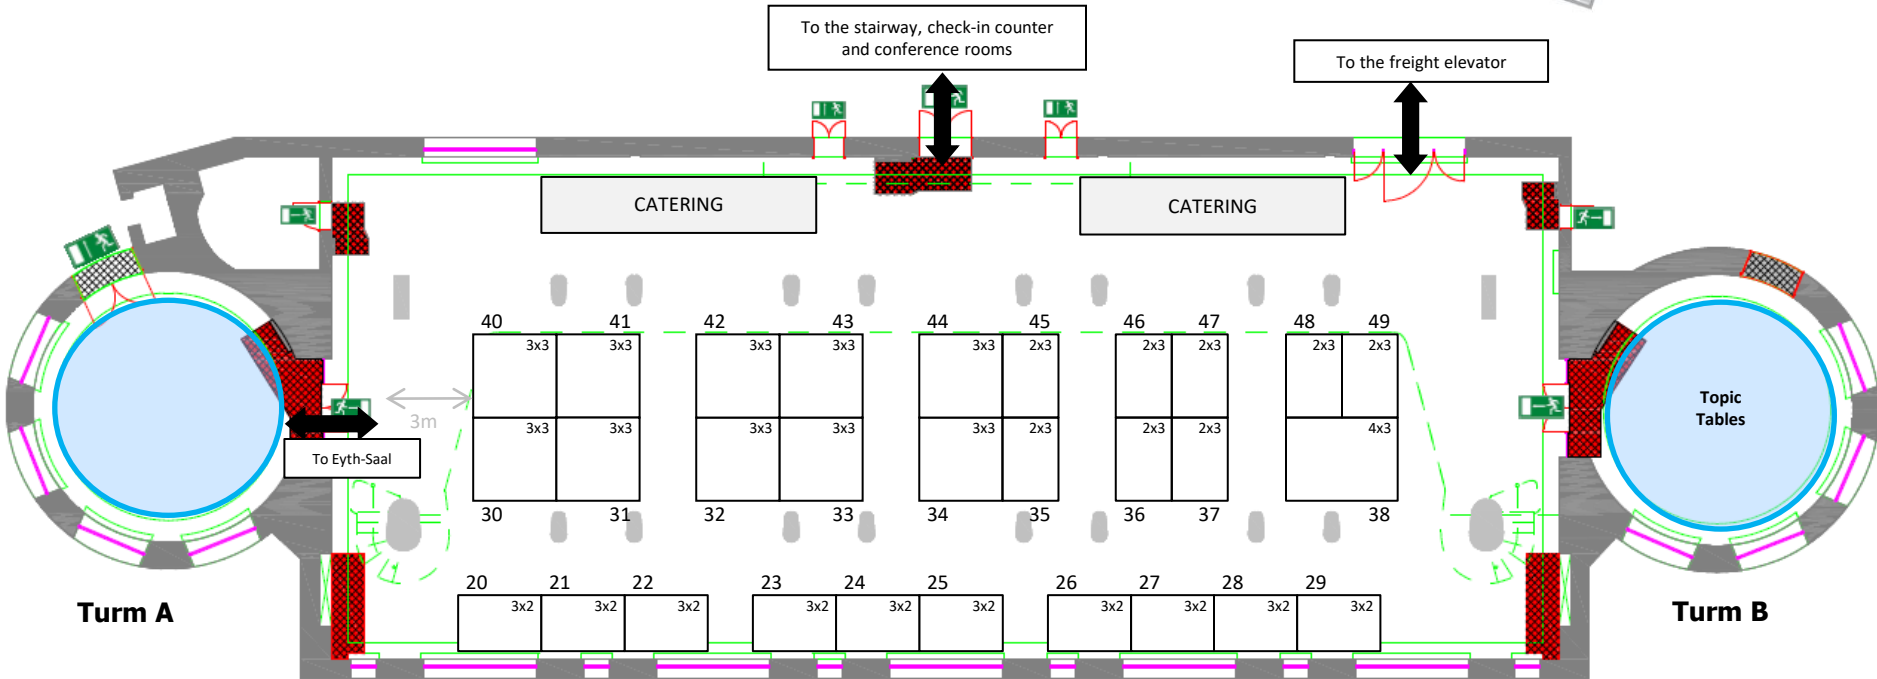 To the stairway, check-in counter
and conference rooms
To the freight elevator
CATERING
CATERING
40 41 42 43 44 45 46 47 48 49
3x3 3x3 3x3 3x3 3x3 2x3 2x3 2x3 2x3 2x3
3m
3x3 3x3 3x3 3x3 3x3 2x3 2x3 2x3 4x3
30 31 32 33 34 35 36 37 38
To Eyth-Saal
Topic
Tables
20 21 22 23 24 25 26 27 28 29
3x2 3x2 3x2 3x2 3x2 3x2 3x2 3x2 3x2 3x2
Turm A
Turm B